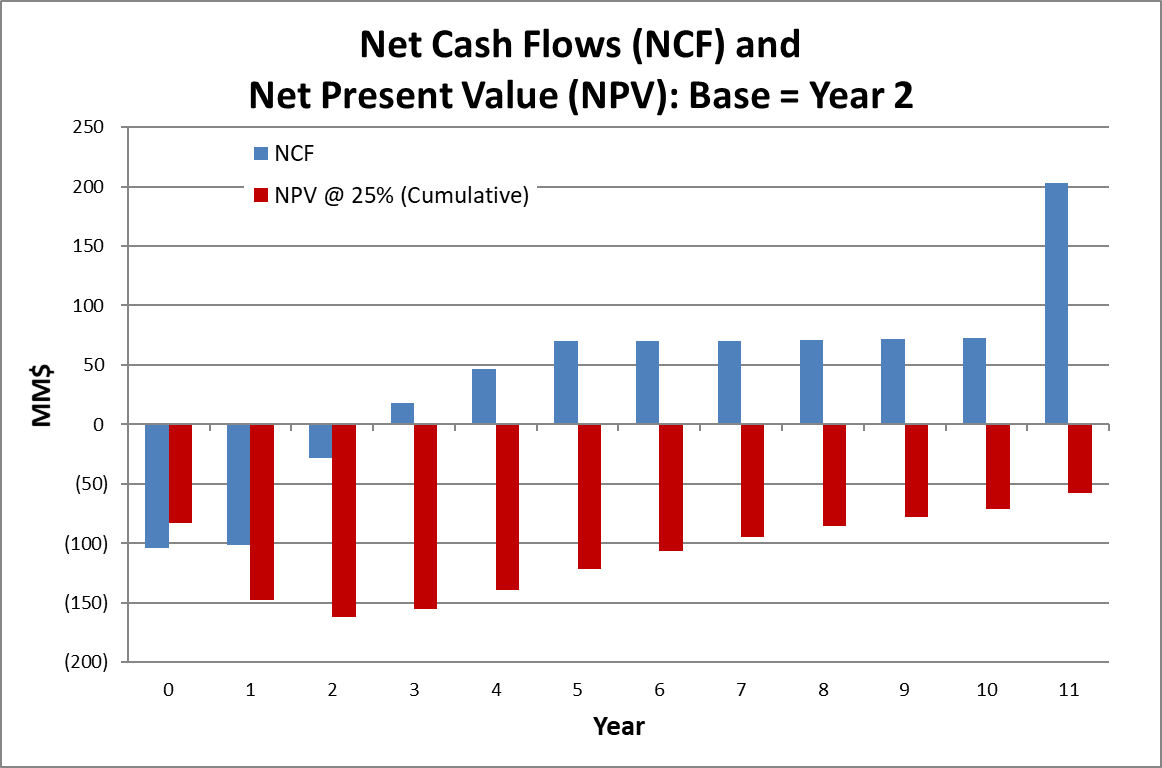 Net Cash Flows (NCF) and
Net Present Value (NPV): Base = Year 2
250
200
150
100
50
0
(50)
(100)
(150)
(200)
MM$
NCF
NPV @ 25% (Cumulative)
0 1 2 3 4 5 6 7 8 9 10 11
Year